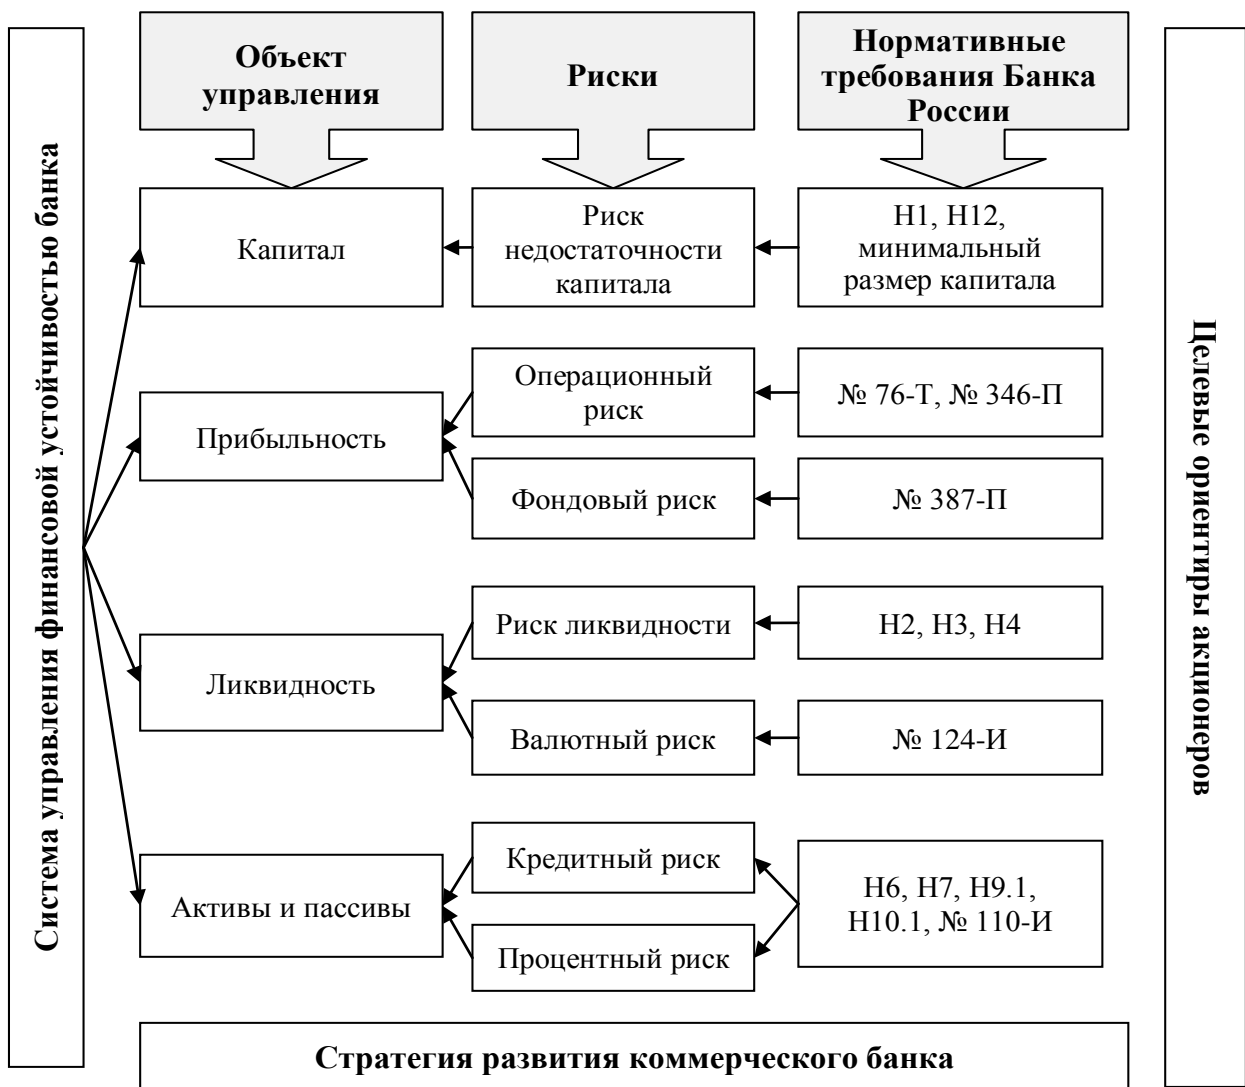 Система управления финансовой устойчивостью банка
Объект
управления
Риски
Нормативные
требования Банка
России
Капитал
Риск
недостаточности
капитала
Н1, Н12,
минимальный
размер капитала
Прибыльность
Операционный
риск
№ 76-Т, № 346-П
Фондовый риск
№ 387-П
Ликвидность
Риск ликвидности
Н2, Н3, Н4
Валютный риск
№ 124-И
Активы и пассивы
Кредитный риск
Процентный риск
Н6, Н7, Н9.1,
Н10.1, № 110-И
Стратегия развития коммерческого банка
Целевые ориентиры акционеров